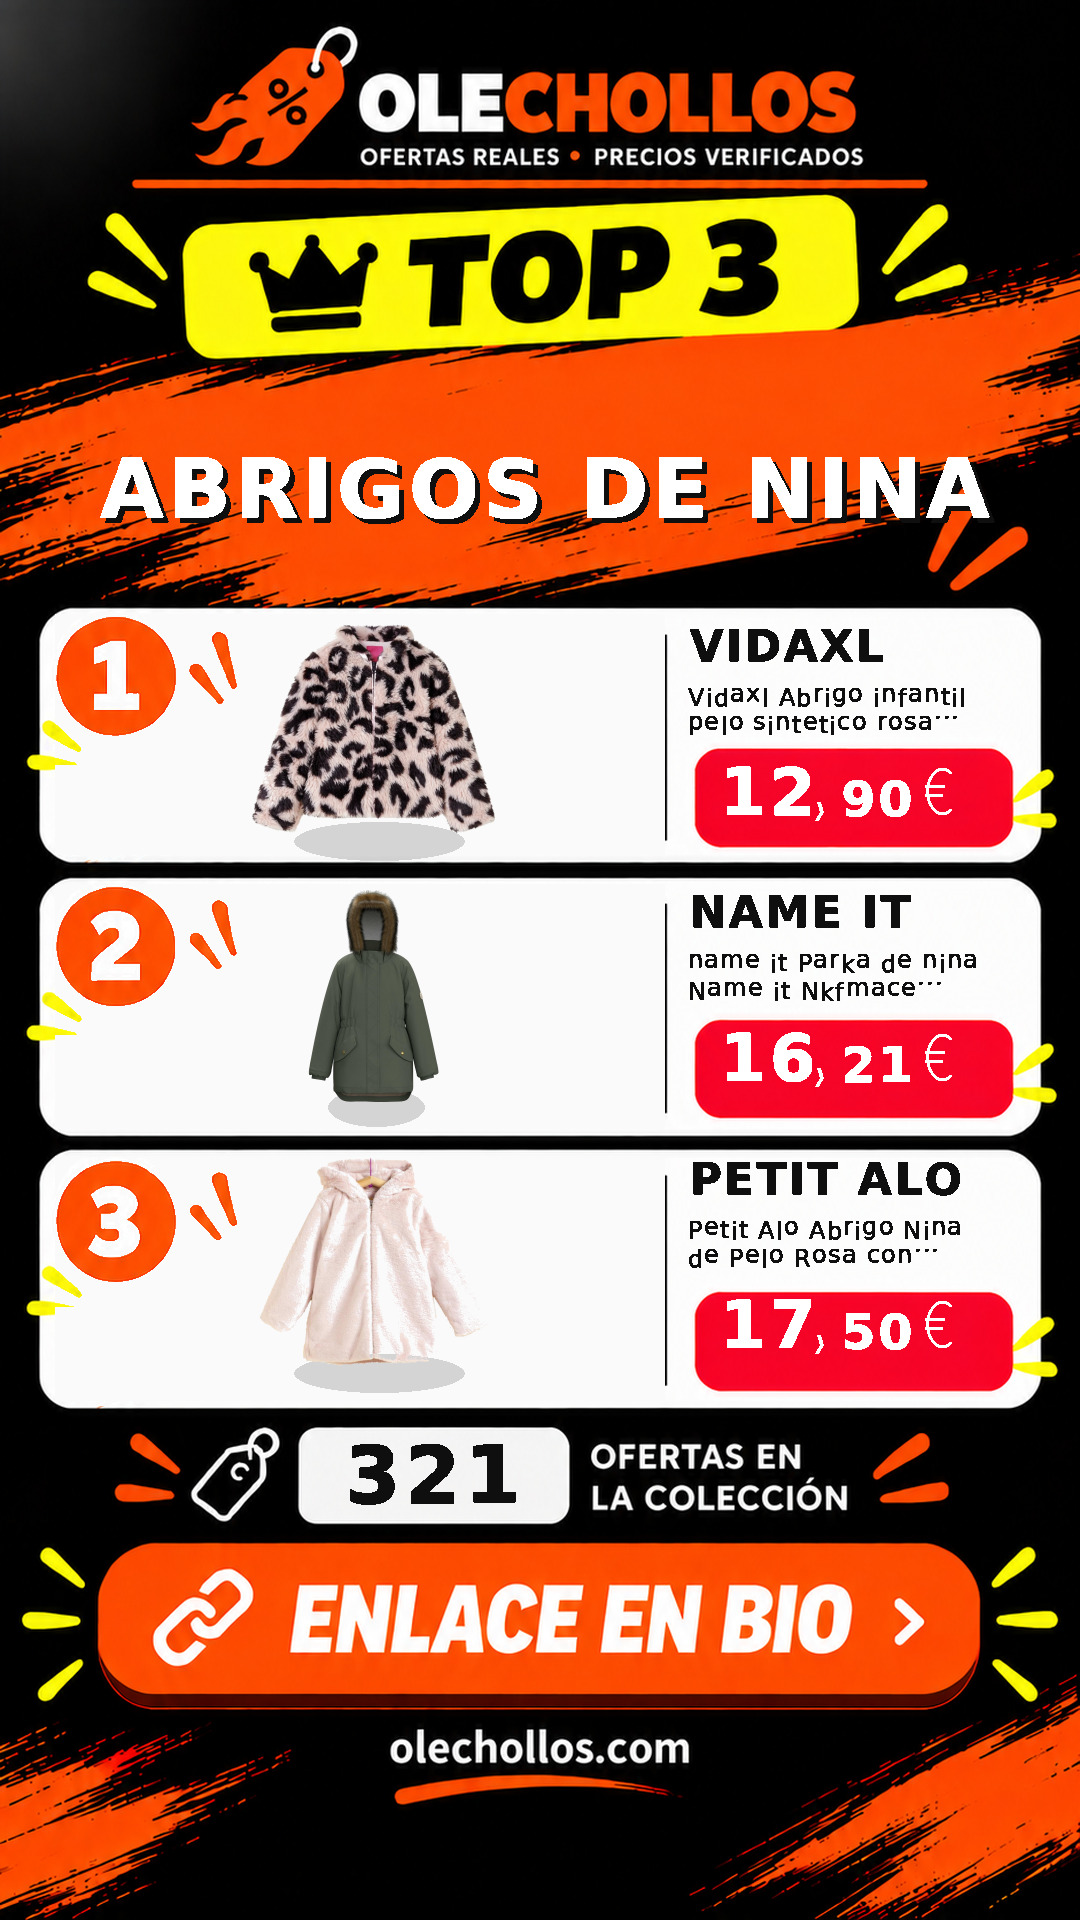 OLECHOLLOS
OFERTAS REALES • PRECIOS VERIFICADOS
TOP 3
ABRIGOS DE NINA
1
VIDAXL
Vidaxl Abrigo infantil
pelo sintetico rosa...
12,90€
2
NAME IT
name it Parka de nina
Name it Nkfmace...
16,21€
3
PETIT ALO
Petit Alo Abrigo Nina
de Pelo Rosa con...
17,50€
321
OFERTAS EN
LA COLECCIÓN
ENLACE EN BIO
olechollos.com